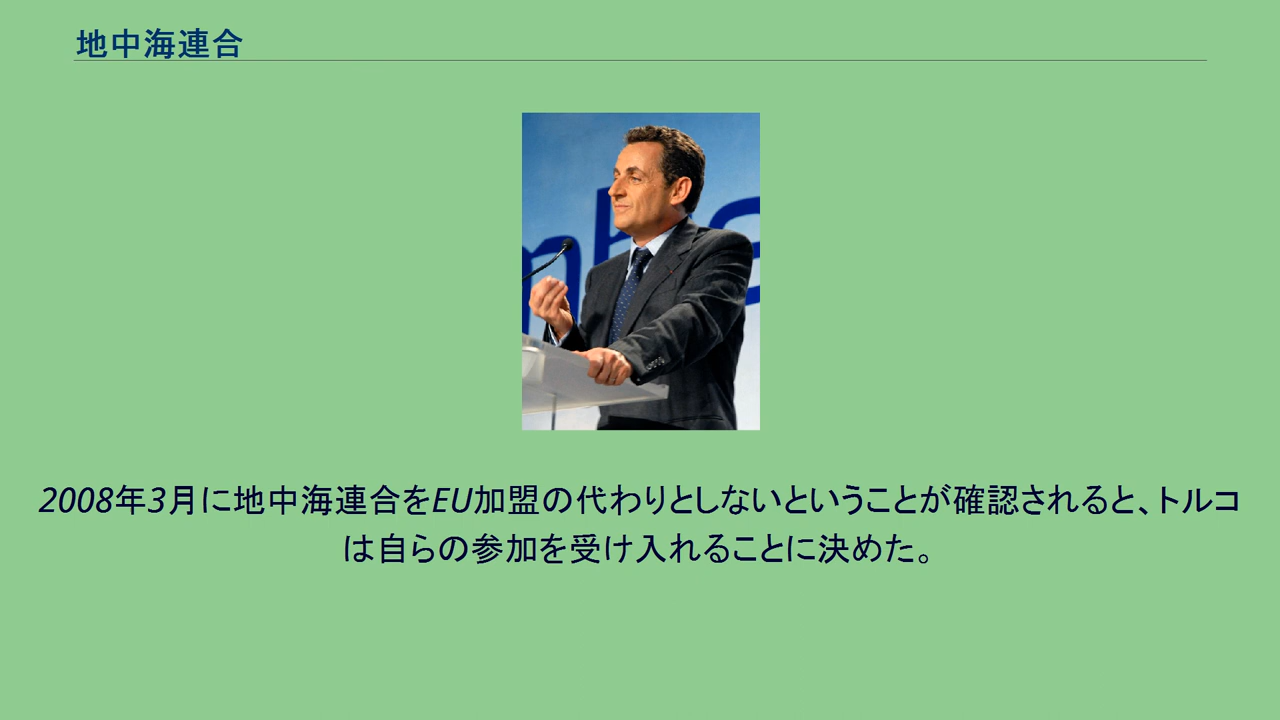 地中海連合
2008年3月に地中海連合をEU加盟の代わりとしないということが確認されると、トルコ
は自らの参加を受け入れることに決めた。